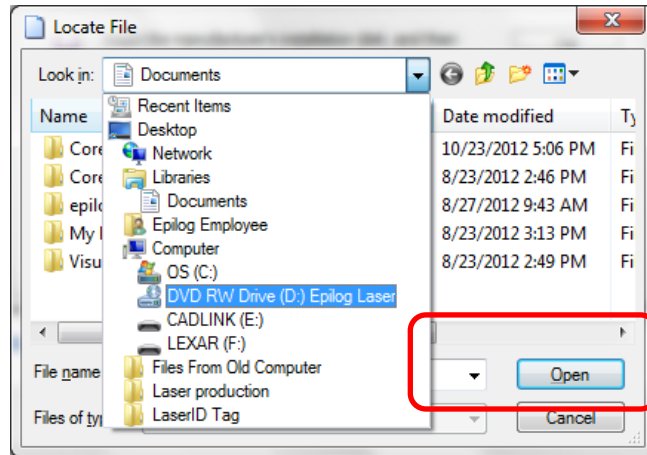 Locate File
Look in: Documents
Recent Items
Desktop
Network
Libraries
Documents
Epilog Employee
Computer
OS (C:)
DVD RW Drive (D:) Epilog Laser
CADLINK (E:)
LEXAR (F:)
Files From Old Computer
Laser production
LaserID Tag
Name Date modified Ty
Core 10/23/2012 5:06 PM Fi
Core 8/23/2012 2:46 PM Fi
epilo 8/27/2012 9:43 AM Fi
My 8/23/2012 3:13 PM Fi
Visu 8/23/2012 2:49 PM Fi
File name Open
Files of ty Cancel